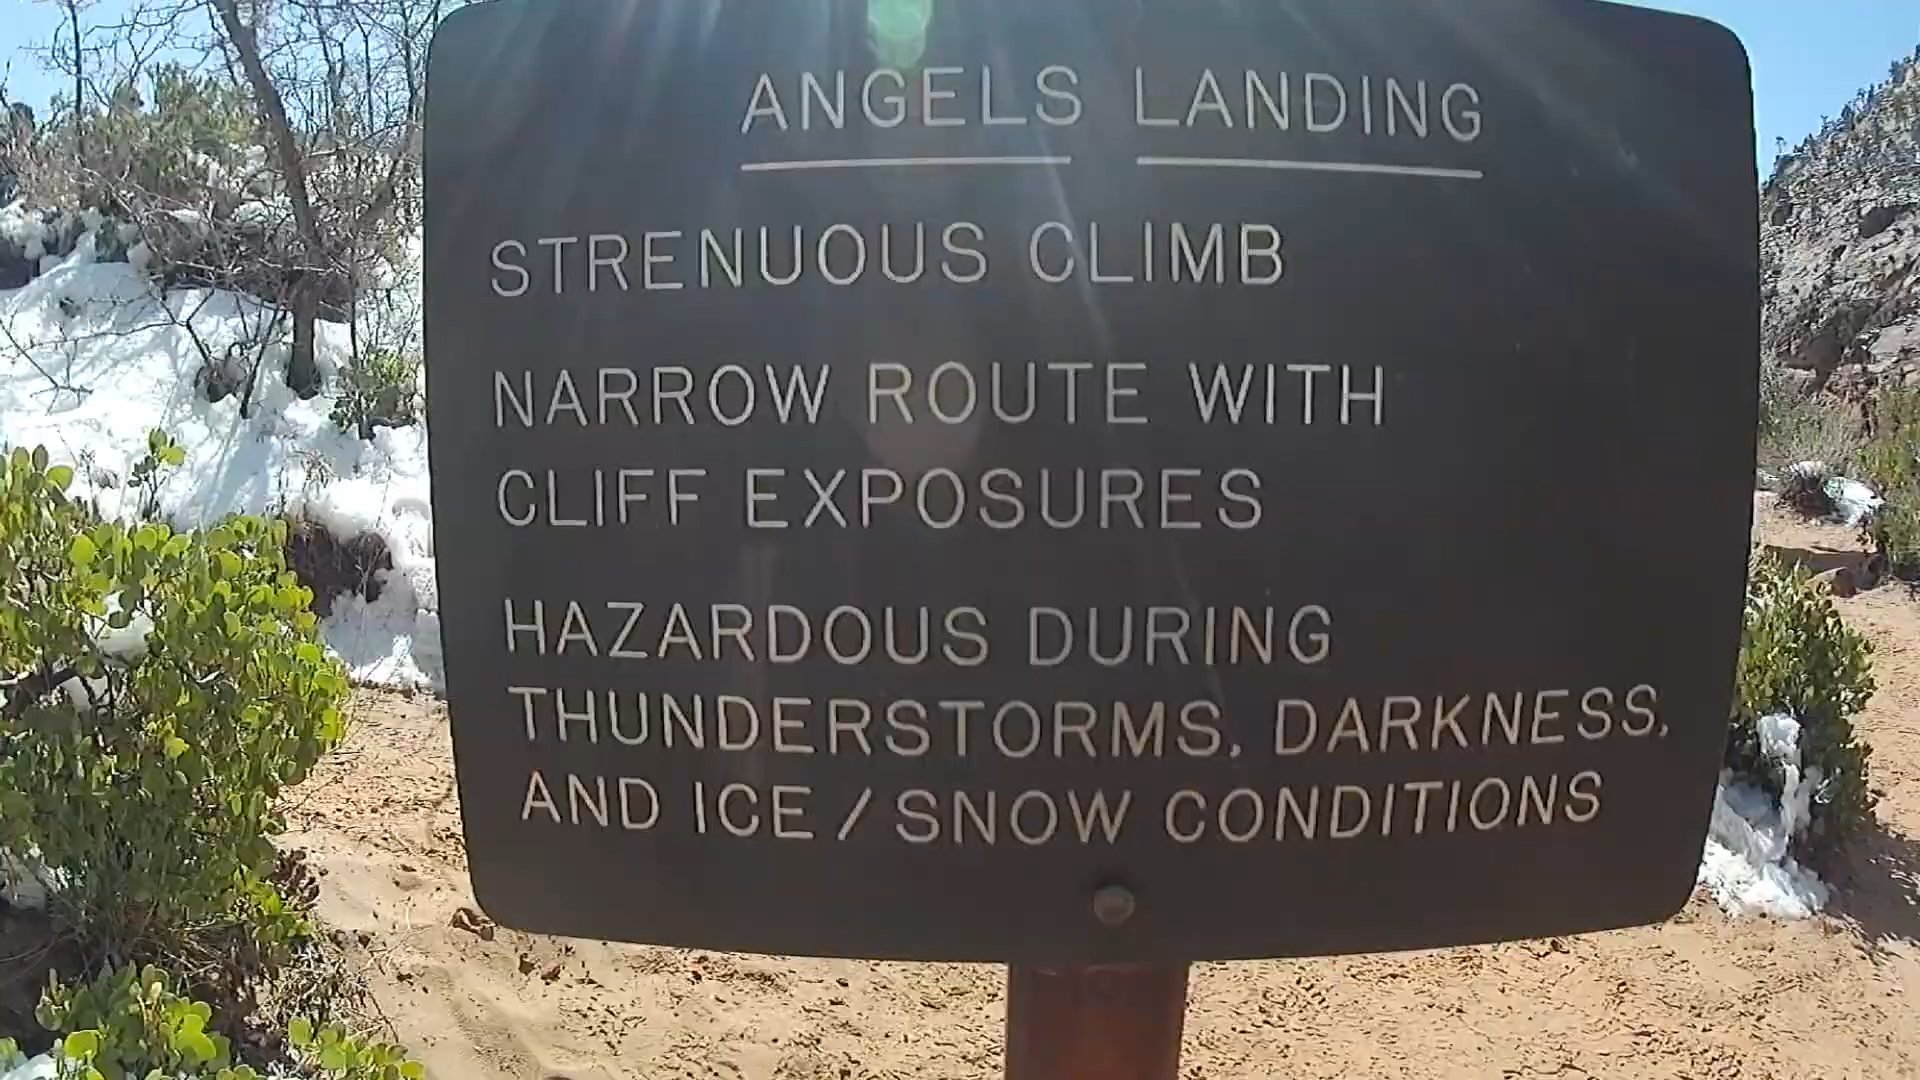 ANGELS LANDING
STRENUOUS CLIMB
NARROW ROUTE WITH
CLIFF EXPOSURES
HAZARDOUS DURING
THUNDERSTORMS, DARKNESS,
AND ICE/SNOW CONDITIONS